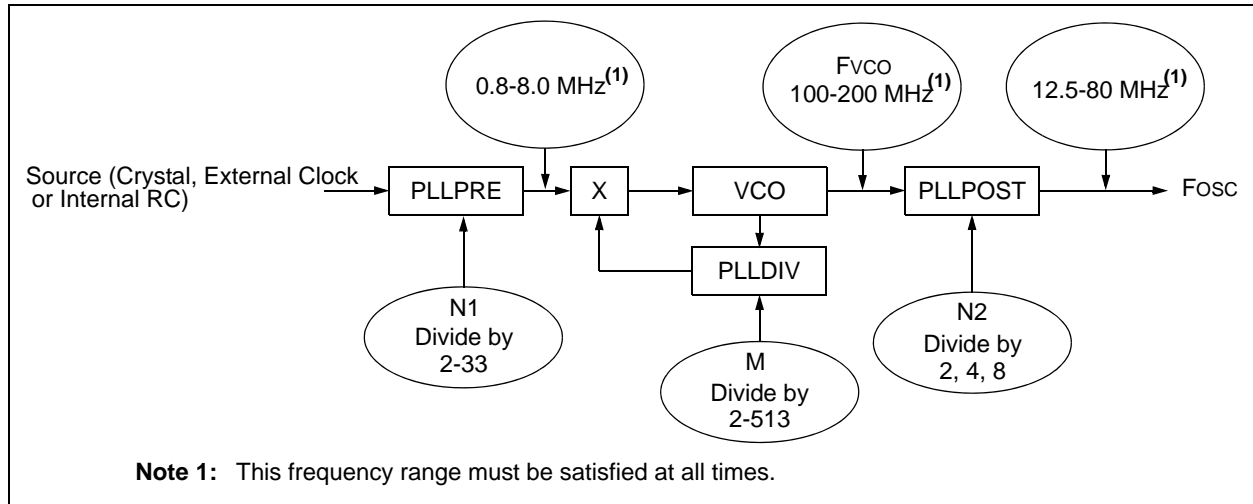 0.8-8.0 MHz(1)
FVCO
100-200 MHz(1)
12.5-80 MHz(1)
Source (Crystal, External Clock
or Internal RC)
PLLPRE
X
VCO
PLLPOST
FOSC
PLLDIV
N1
Divide by
2-33
M
Divide by
2-513
N2
Divide by
2, 4, 8
Note 1: This frequency range must be satisfied at all times.